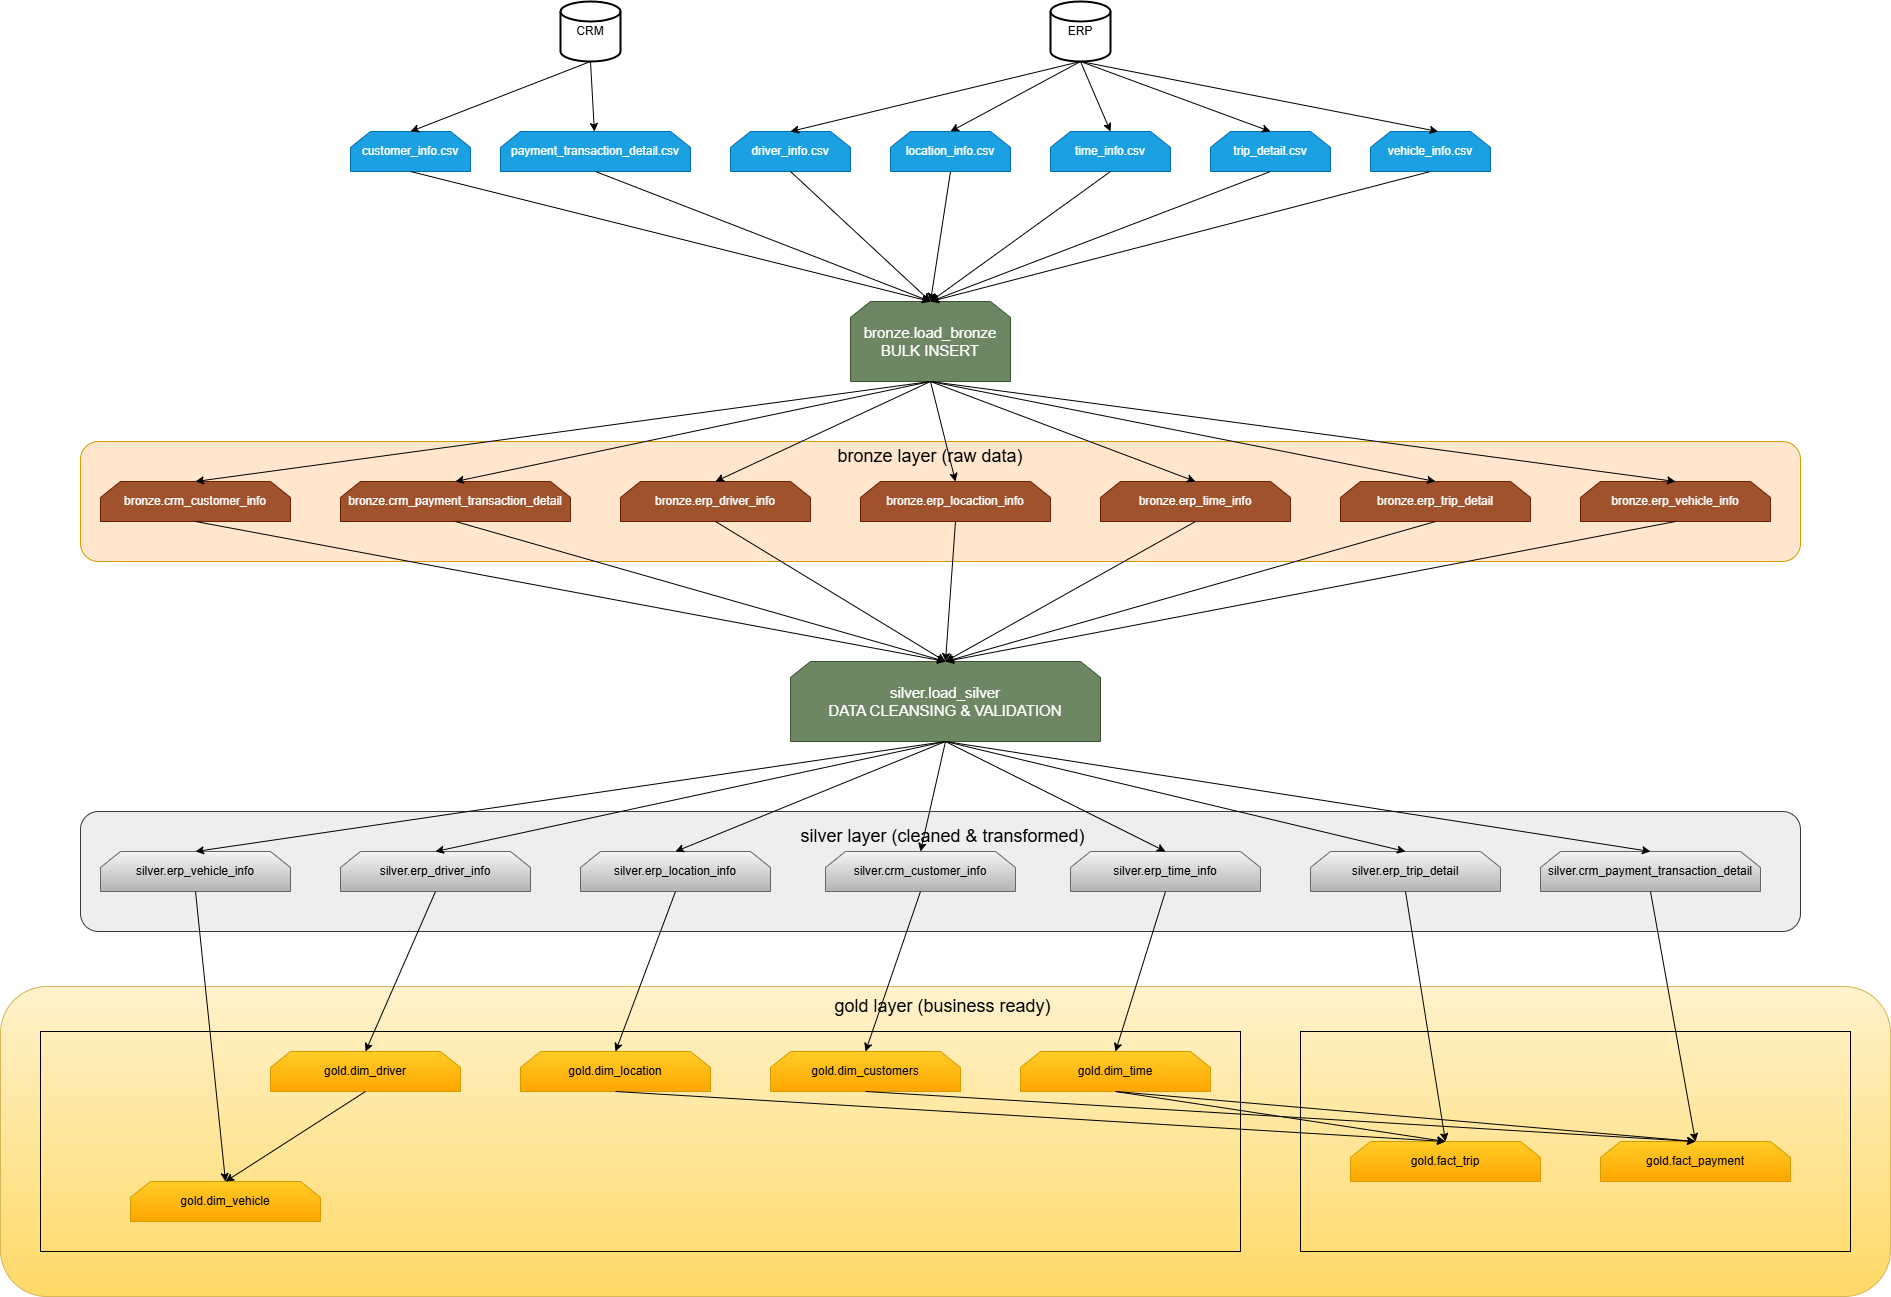 CRM
ERP
customer_info.csv
payment_transaction_detail.csv
driver_info.csv
location_info.csv
time_info.csv
trip_detail.csv
vehicle_info.csv
bronze.load_bronze
BULK INSERT
bronze layer (raw data)
bronze.crm_customer_info
bronze.crm_payment_transaction_detail
bronze.erp_driver_info
bronze.erp_locaction_info
bronze.erp_time_info
bronze.erp_trip_detail
bronze.erp_vehicle_info
silver.load_silver
DATA CLEANSING & VALIDATION
silver layer (cleaned & transformed)
silver.erp_vehicle_info
silver.erp_driver_info
silver.erp_location_info
silver.crm_customer_info
silver.erp_time_info
silver.erp_trip_detail
silver.crm_payment_transaction_detail
gold layer (business ready)
gold.dim_driver
gold.dim_location
gold.dim_customers
gold.dim_time
gold.fact_trip
gold.fact_payment
gold.dim_vehicle